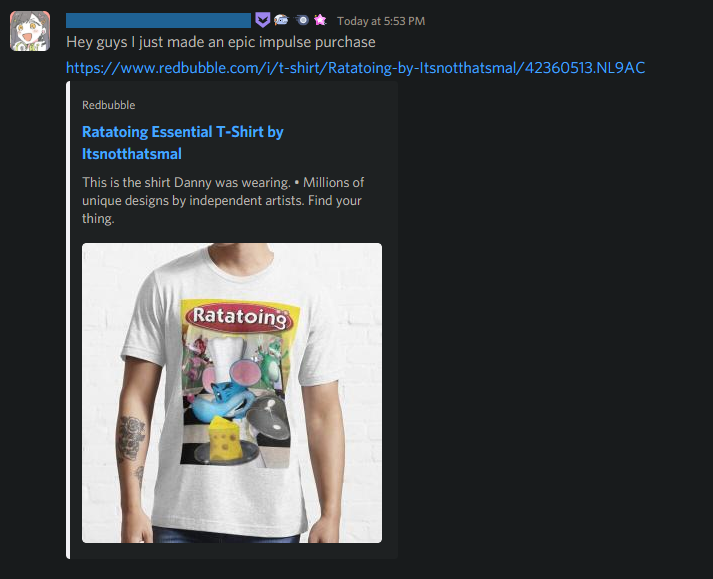 Today at 5:53 PM
Hey guys I just made an epic impulse purchase
https://www.redbubble.com/i/t-shirt/Ratatoing-by-Itsnotthatsmal/42360513.NL9AC
Redbubble
Ratatoing Essential T-Shirt by
Itsnotthatsmal
This is the shirt Danny was wearing. • Millions of
unique designs by independent artists. Find your
thing.
Ratatoing